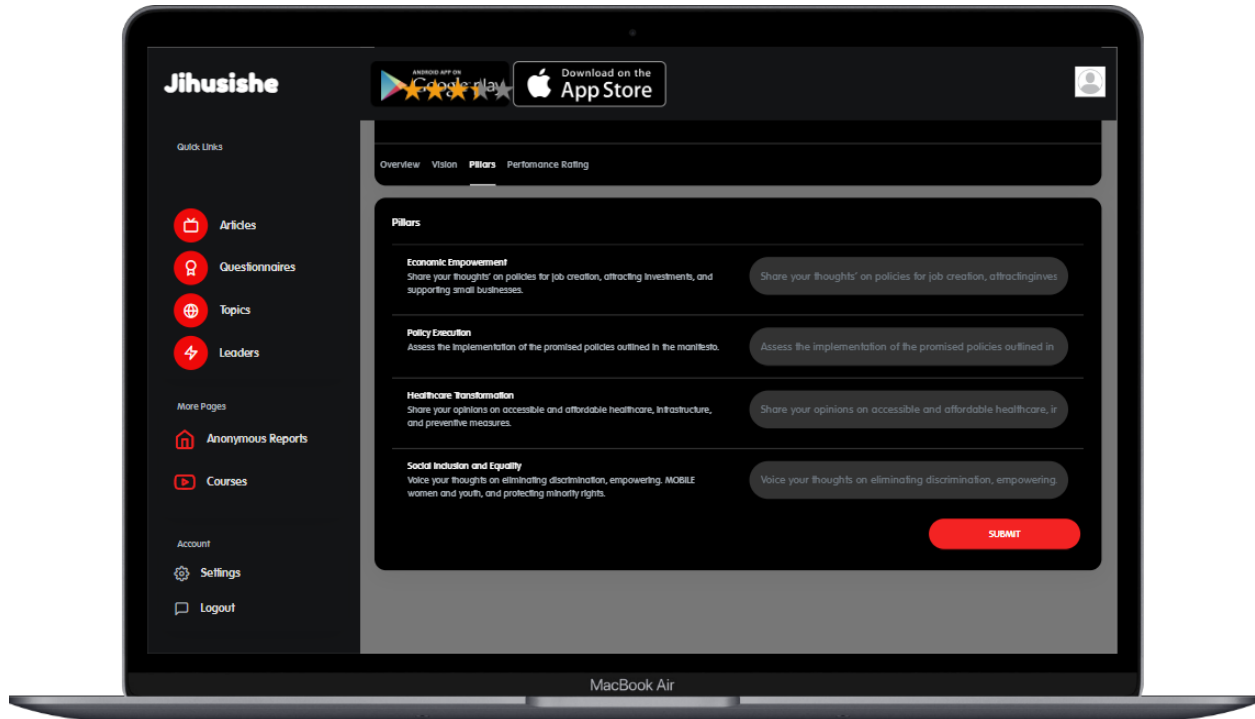 Jihusishe
ANDROID APP ON
Google play
Download on the
App Store
Quick Links
Articles
Questionnaires
Topics
Leaders
More Pages
Anonymous Reports
Courses
Account
Settings
Logout
Overview Vision Pillars Perfomance Rating
Pillars
Economic Empowerment
Share your thoughts' on policies for job creation, attracting investments, and
supporting small businesses.
Share your thoughts' on policies for job creation, attractinginves
Policy Execution
Assess the implementation of the promised policies outlined in the manifesto.
Assess the implementation of the promised policies outlined in
Healthcare Transformation
Share your opinions on accessible and affordable healthcare, infrastructure,
and preventive measures.
Share your opinions on accessible and affordable healthcare, ir
Social Inclusion and Equality
Voice your thoughts on eliminating discrimination, empowering. MOBILE
women and youth, and protecting minority rights.
Voice your thoughts on eliminating discrimination, empowering.
SUBMIT
MacBook Air